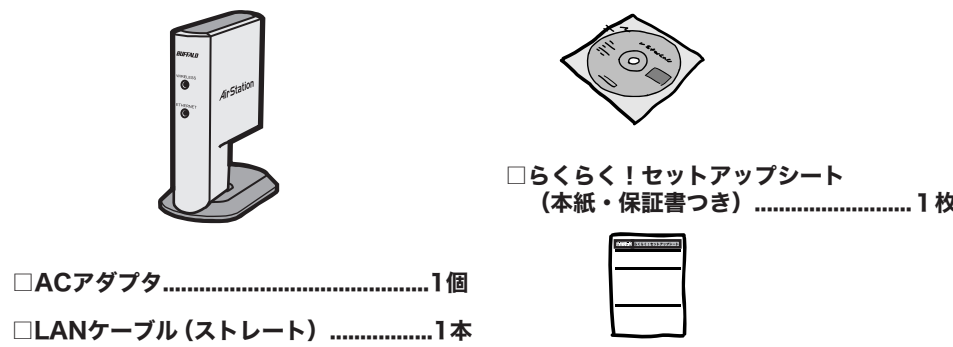 BUFFALO
WIRELESS
AirStation
ETHERNET
□ACアダプタ............................................1個
□LANケーブル（ストレート） .................1本
□らくらく！セットアップシート
（本紙・保証書つき） ..........................1枚